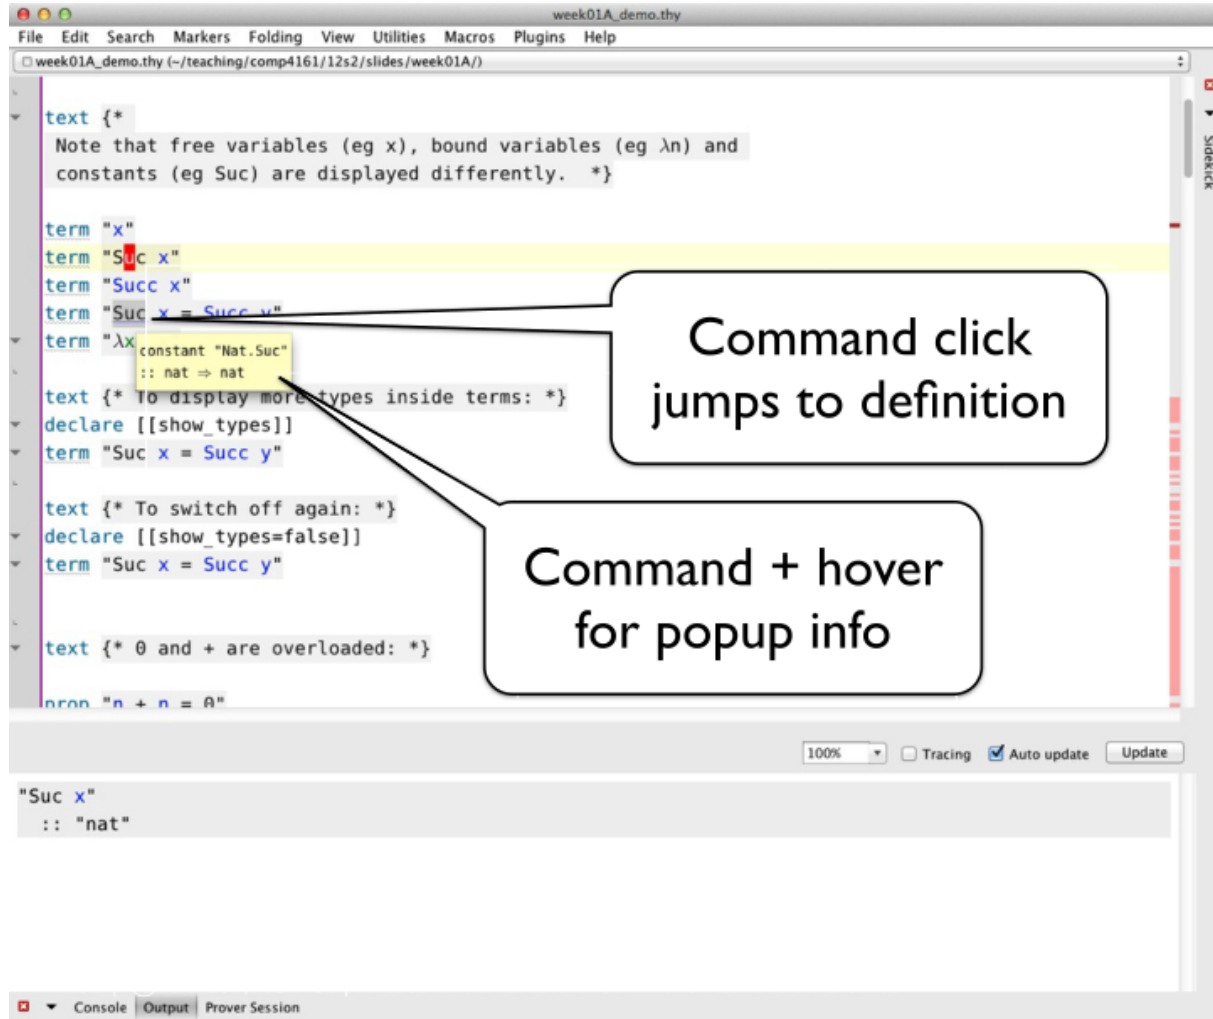 week01A_demo.thy
File Edit Search Markers Folding View Utilities Macros Plugins Help
week01A_demo.thy (~/teaching/comp4161/12s2/slides/week01A/)
Sidekick
text {*
Note that free variables (eg x), bound variables (eg λn) and
constants (eg Suc) are displayed differently. *}
term "x"
term "Suc x"
term "Succ x"
term "Suc x = Succ y"
term "λx
constant "Nat.Suc"
:: nat ⇒ nat
Command click
jumps to definition
text {* To display more types inside terms: *}
declare [[show_types]]
term "Suc x = Succ y"
text {* To switch off again: *}
declare [[show_types=false]]
term "Suc x = Succ y"
Command + hover
for popup info
text {* 0 and + are overloaded: *}
prop "n + n = 0"
100% Tracing Auto update Update
"Suc x"
:: "nat"
Console Output Prover Session